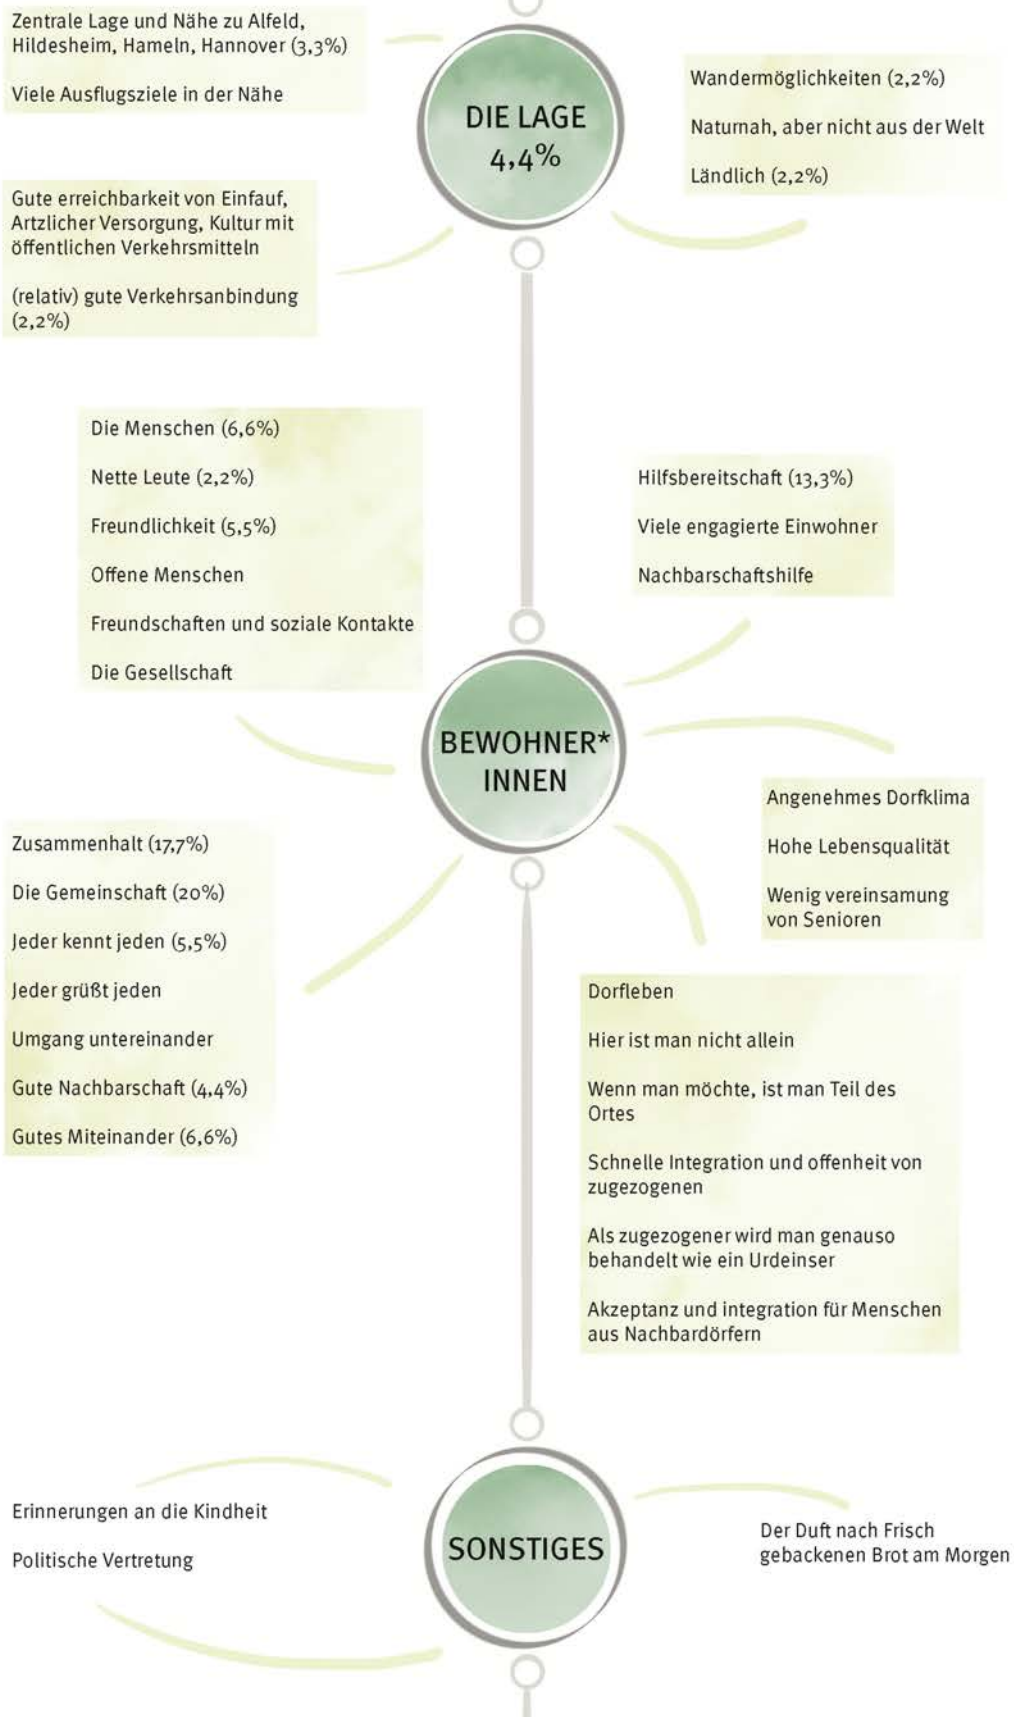 Zentrale Lage und Nähe zu Alfeld,
Hildesheim, Hameln, Hannover (3,3%)
Viele Ausflugsziele in der Nähe
DIE LAGE
4,4%
Wandermöglichkeiten (2,2%)
Naturnah, aber nicht aus der Welt
Ländlich (2,2%)
Gute erreichbarkeit von Einfauf,
Artzlicher Versorgung, Kultur mit
öffentlichen Verkehrsmitteln
(relativ) gute Verkehrsanbindung
(2,2%)
Die Menschen (6,6%)
Nette Leute (2,2%)
Freundlichkeit (5,5%)
Offene Menschen
Freundschaften und soziale Kontakte
Die Gesellschaft
Hilfsbereitschaft (13,3%)
Viele engagierte Einwohner
Nachbarschaftshilfe
BEWOHNER*
INNEN
Angenehmes Dorfklima
Hohe Lebensqualität
Wenig vereinsamung
von Senioren
Zusammenhalt (17,7%)
Die Gemeinschaft (20%)
Jeder kennt jeden (5,5%)
Jeder grüßt jeden
Umgang untereinander
Gute Nachbarschaft (4,4%)
Gutes Miteinander (6,6%)
Dorfleben
Hier ist man nicht allein
Wenn man möchte, ist man Teil des
Ortes
Schnelle Integration und offenheit von
zugezogenen
Als zugezogener wird man genauso
behandelt wie ein Urdeinser
Akzeptanz und integration für Menschen
aus Nachbardörfern
Erinnerungen an die Kindheit
Politische Vertretung
SONSTIGES
Der Duft nach Frisch
gebackenen Brot am Morgen